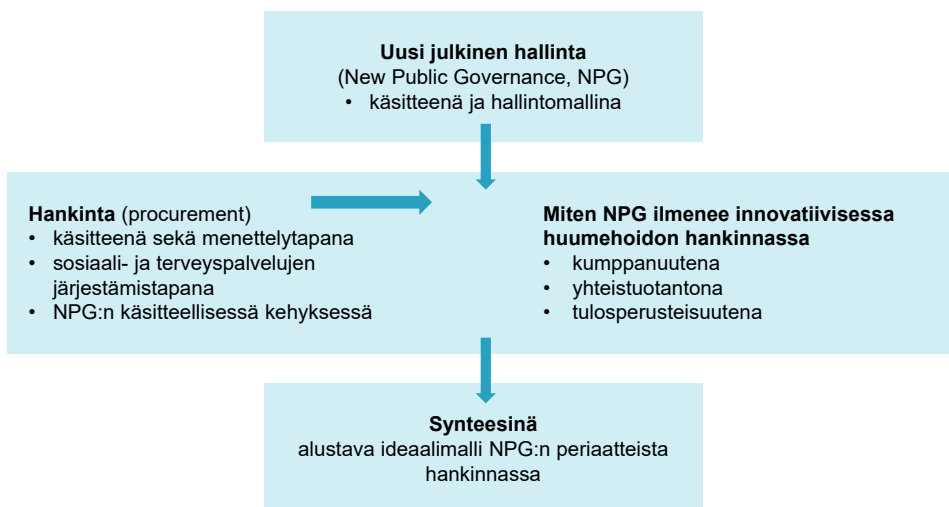 Uusi julkinen hallinta
(New Public Governance, NPG)
• käsitteenä ja hallintomallina
Hankinta (procurement)
• käsitteenä sekä menettelytapana
• sosiaali- ja terveyspalvelujen
järjestämistapana
• NPG:n käsitteellisessä kehyksessä
Miten NPG ilmenee innovatiivisessa
huumehoidon hankinnassa
• kumppanuutena
• yhteistuotantona
• tulosperusteisuutena
Synteesinä
alustava ideaalimalli NPG:n periaatteista
hankinnassa